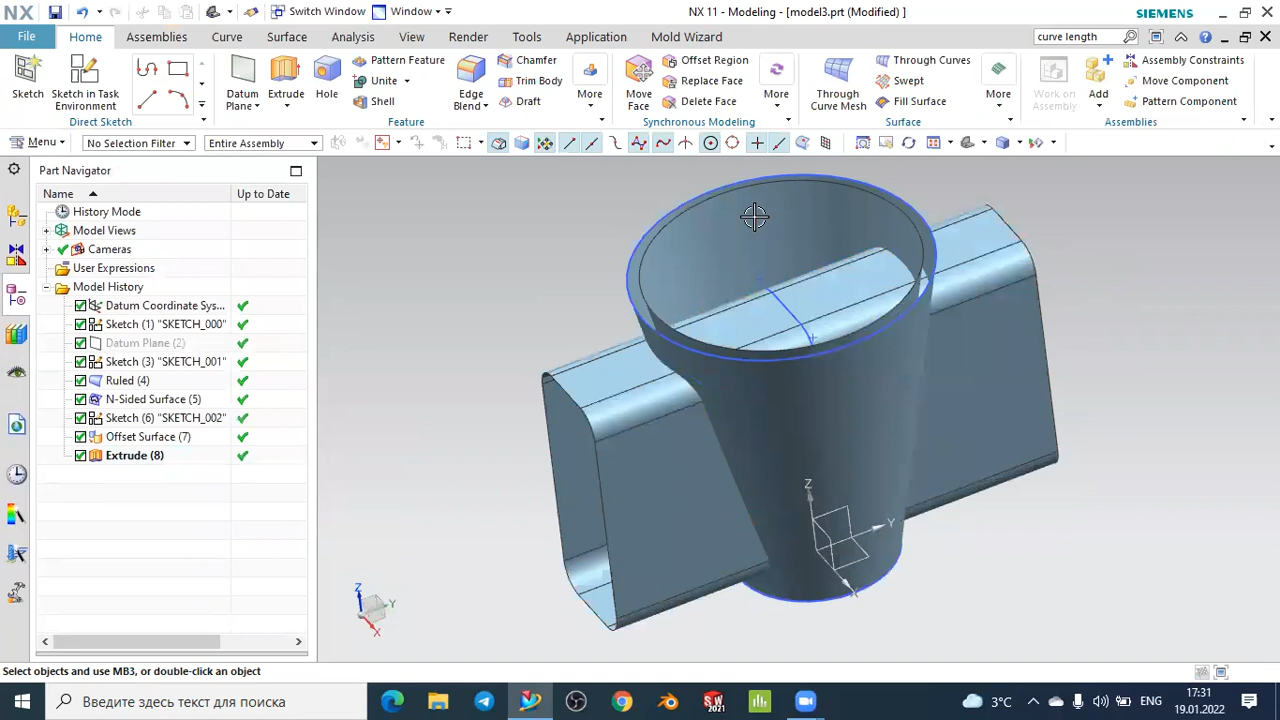 NX Switch Window Window NX 11 - Modeling - [model3.prt (Modified) ] SIEMENS
File Home Assemblies Curve Surface Analysis View Render Tools Application Mold Wizard curve length
Sketch Sketch in Task Environment Direct Sketch
Datum Plane Extrude Hole Pattern Feature Unite Shell Edge Blend Chamfer Trim Body Draft More Feature
Move Face Offset Region Replace Face Delete Face More Synchronous Modeling
Through Curve Mesh Through Curves Swept Fill Surface More Surface
Work on Assembly Add Assembly Constraints Move Component Pattern Component Assemblies
Menu No Selection Filter Entire Assembly
Part Navigator
Name Up to Date
History Mode
Model Views
Cameras
User Expressions
Model History
Datum Coordinate Sys...
Sketch (1) "SKETCH_000"
Datum Plane (2)
Sketch (3) "SKETCH_001"
Ruled (4)
N-Sided Surface (5)
Sketch (6) "SKETCH_002"
Offset Surface (7)
Extrude (8)
Z
Y
X
Z
Y
X
Select objects and use MB3, or double-click an object
Введите здесь текст для поиска SW 2021 3°C ENG 17:31
19.01.2022